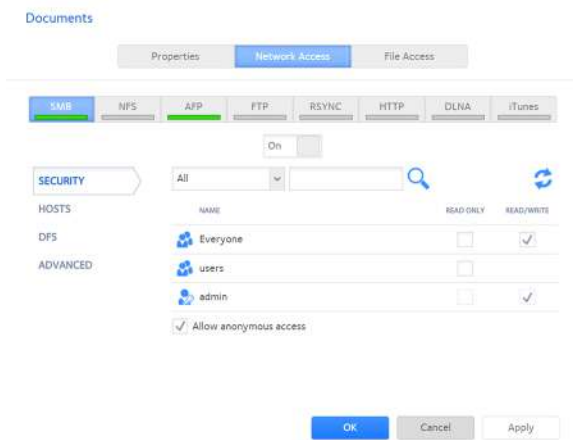 Documents
Properties Network Access File Access
SMB NFS AFP FTP RSYNC HTTP DLNA iTunes
On
SECURITY All
HOSTS NAME READ ONLY READ/WRITE
DFS Everyone
users
ADVANCED
admin
Allow anonymous access
OK Cancel Apply